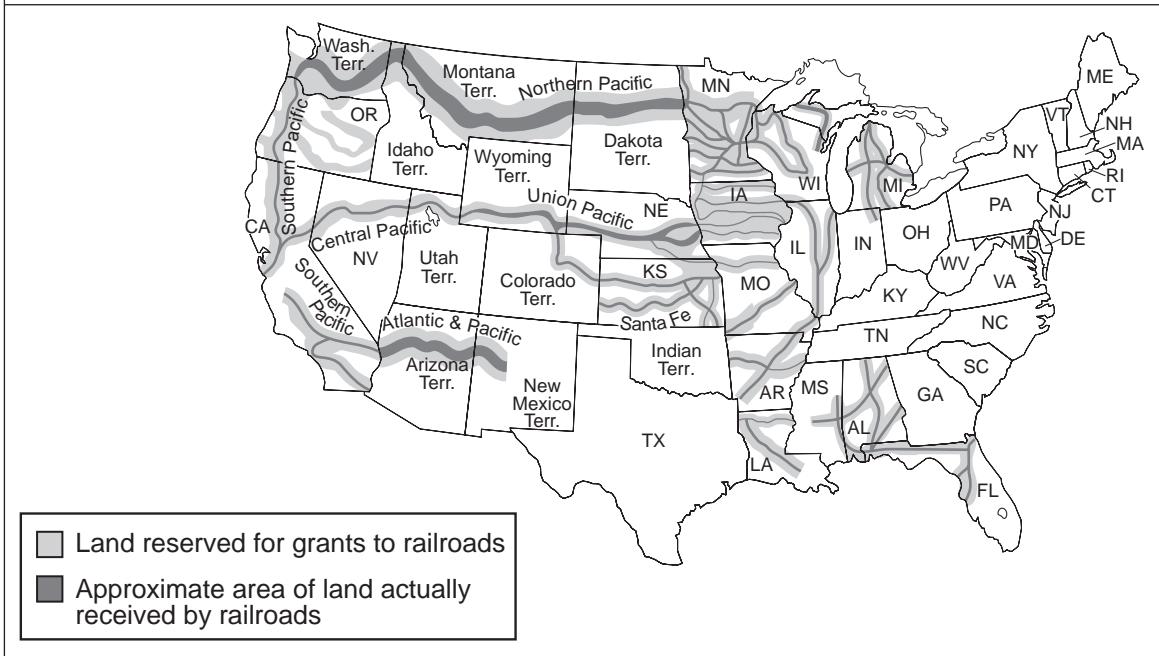 Wash.
Terr.
Montana
Terr.
Northern Pacific
MN
ME
OR
Southern Pacific
Idaho
Terr.
Wyoming
Terr.
Dakota
Terr.
WI
MI
NY
VT
NH
MA
RI
CT
CA
Central Pacific
NV
Utah
Terr.
Union Pacific
NE
IA
IL
IN
OH
PA
NJ
DE
MD
WV
VA
Southern
Pacific
Colorado
Terr.
KS
MO
KY
Santa Fe
Atlantic & Pacific
Arizona
Terr.
New
Mexico
Terr.
Indian
Terr.
TN
NC
SC
AR
MS
AL
GA
TX
LA
FL
Land reserved for grants to railroads
Approximate area of land actually
received by railroads